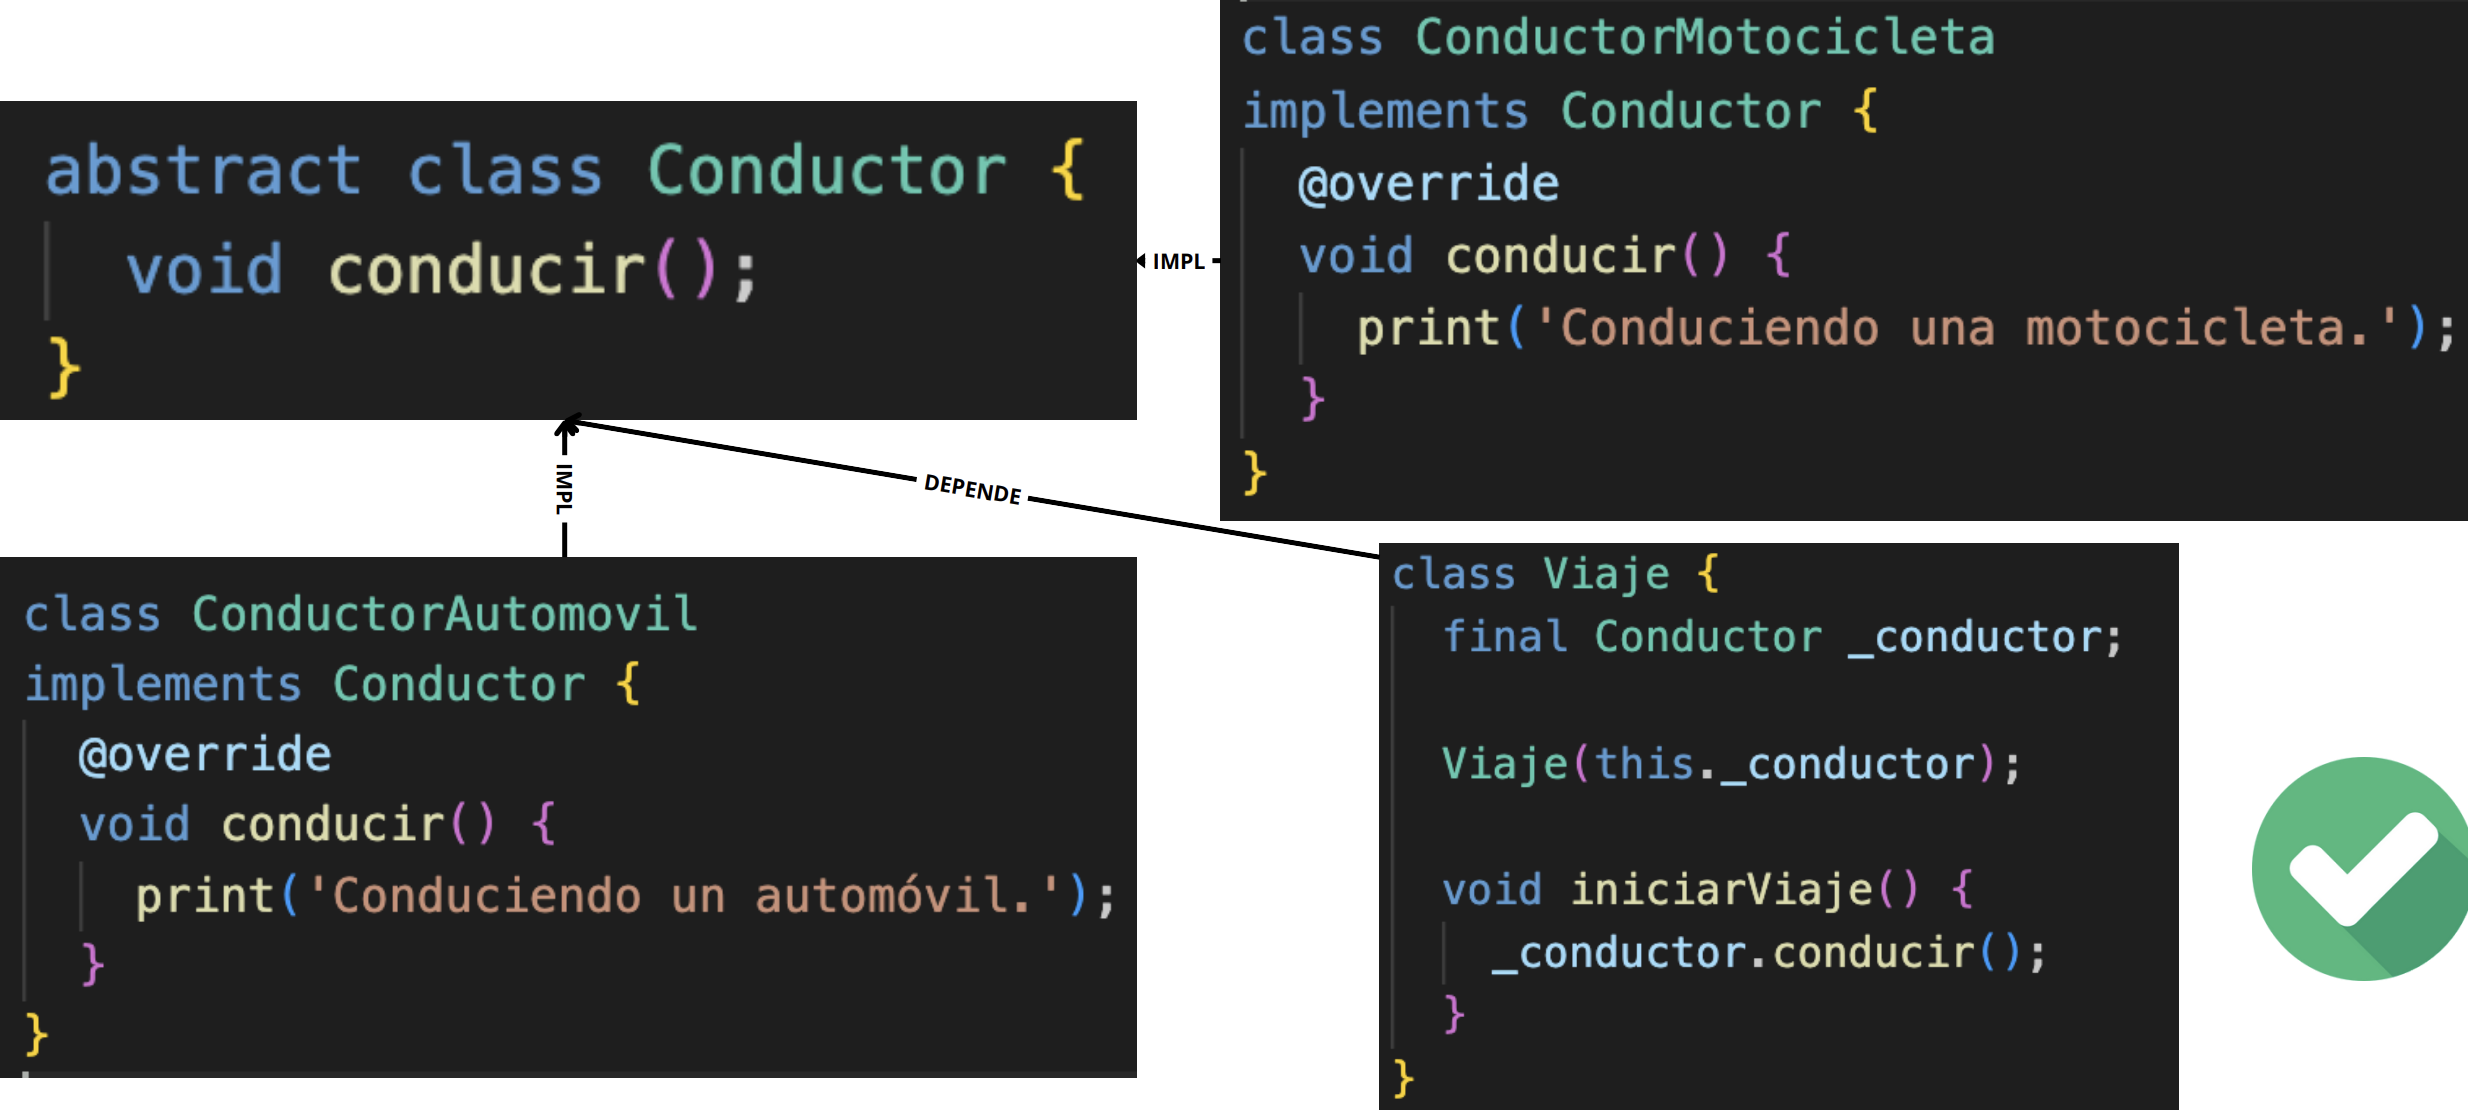 abstract class Conductor {
void conducir();
}
IMPL
class ConductorMotocicleta
implements Conductor {
@override
void conducir() {
print('Conduciendo una motocicleta.');
}
}
IMPL
DEPENDE
class ConductorAutomovil
implements Conductor {
@override
void conducir() {
print('Conduciendo un automóvil.');
}
}
class Viaje {
final Conductor _conductor;
Viaje(this._conductor);
void iniciarViaje() {
_conductor.conducir();
}
}